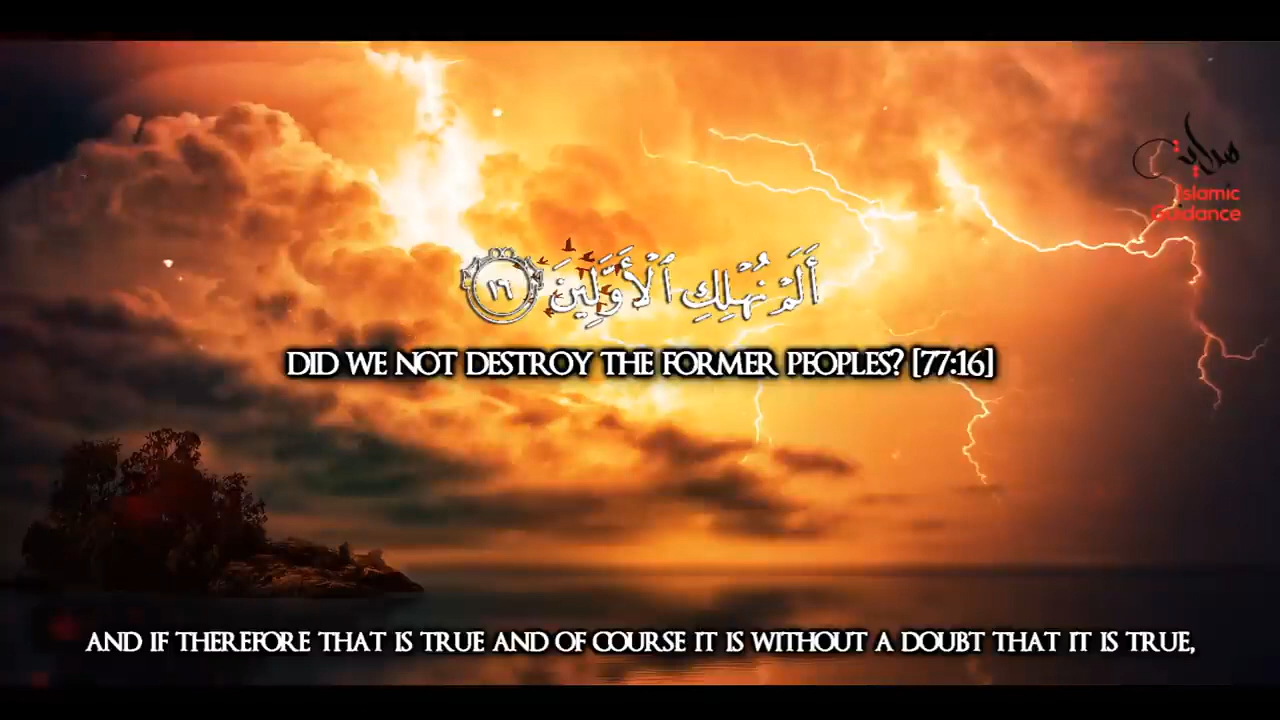 هداية
Islamic
Guidance
أَلَمْ نُهْلِكِ ٱلْأَوَّلِينَ ١٦
DID WE NOT DESTROY THE FORMER PEOPLES? [77:16]
AND IF THEREFORE THAT IS TRUE AND OF COURSE IT IS WITHOUT A DOUBT THAT IT IS TRUE,